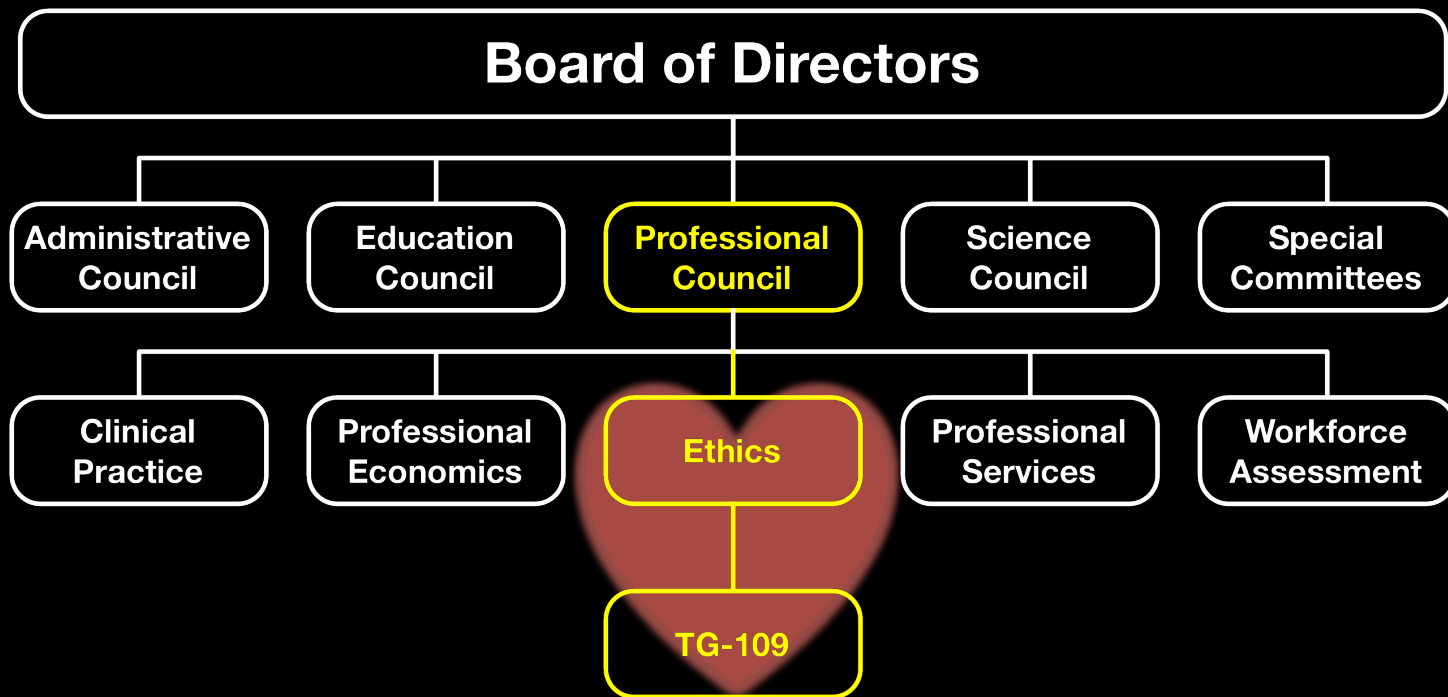 Board of Directors
Administrative
Council
Education
Council
Professional
Council
Science
Council
Special
Committees
Clinical
Practice
Professional
Economics
Ethics
Professional
Services
Workforce
Assessment
TG-109